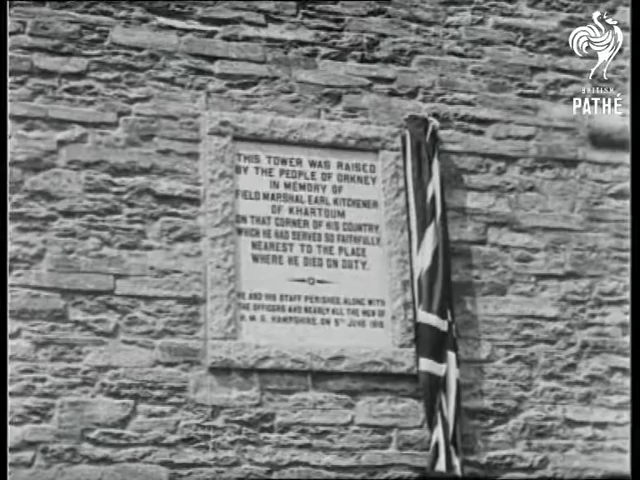 BRITISH
PATHÉ
THIS TOWER WAS RAISED
BY THE PEOPLE OF ORKNEY
IN MEMORY OF
FIELD MARSHAL EARL KITCHENER
OF KHARTOUM
ON THAT CORNER OF HIS COUNTRY,
WHICH HE HAD SERVED SO FAITHFULLY,
NEAREST TO THE PLACE
WHERE HE DIED ON DUTY.
HE AND HIS STAFF PERISHED ALONG WITH
THE OFFICERS AND NEARLY ALL THE MEN OF
H.M.S. HAMPSHIRE, ON 5TH JUNE 1916